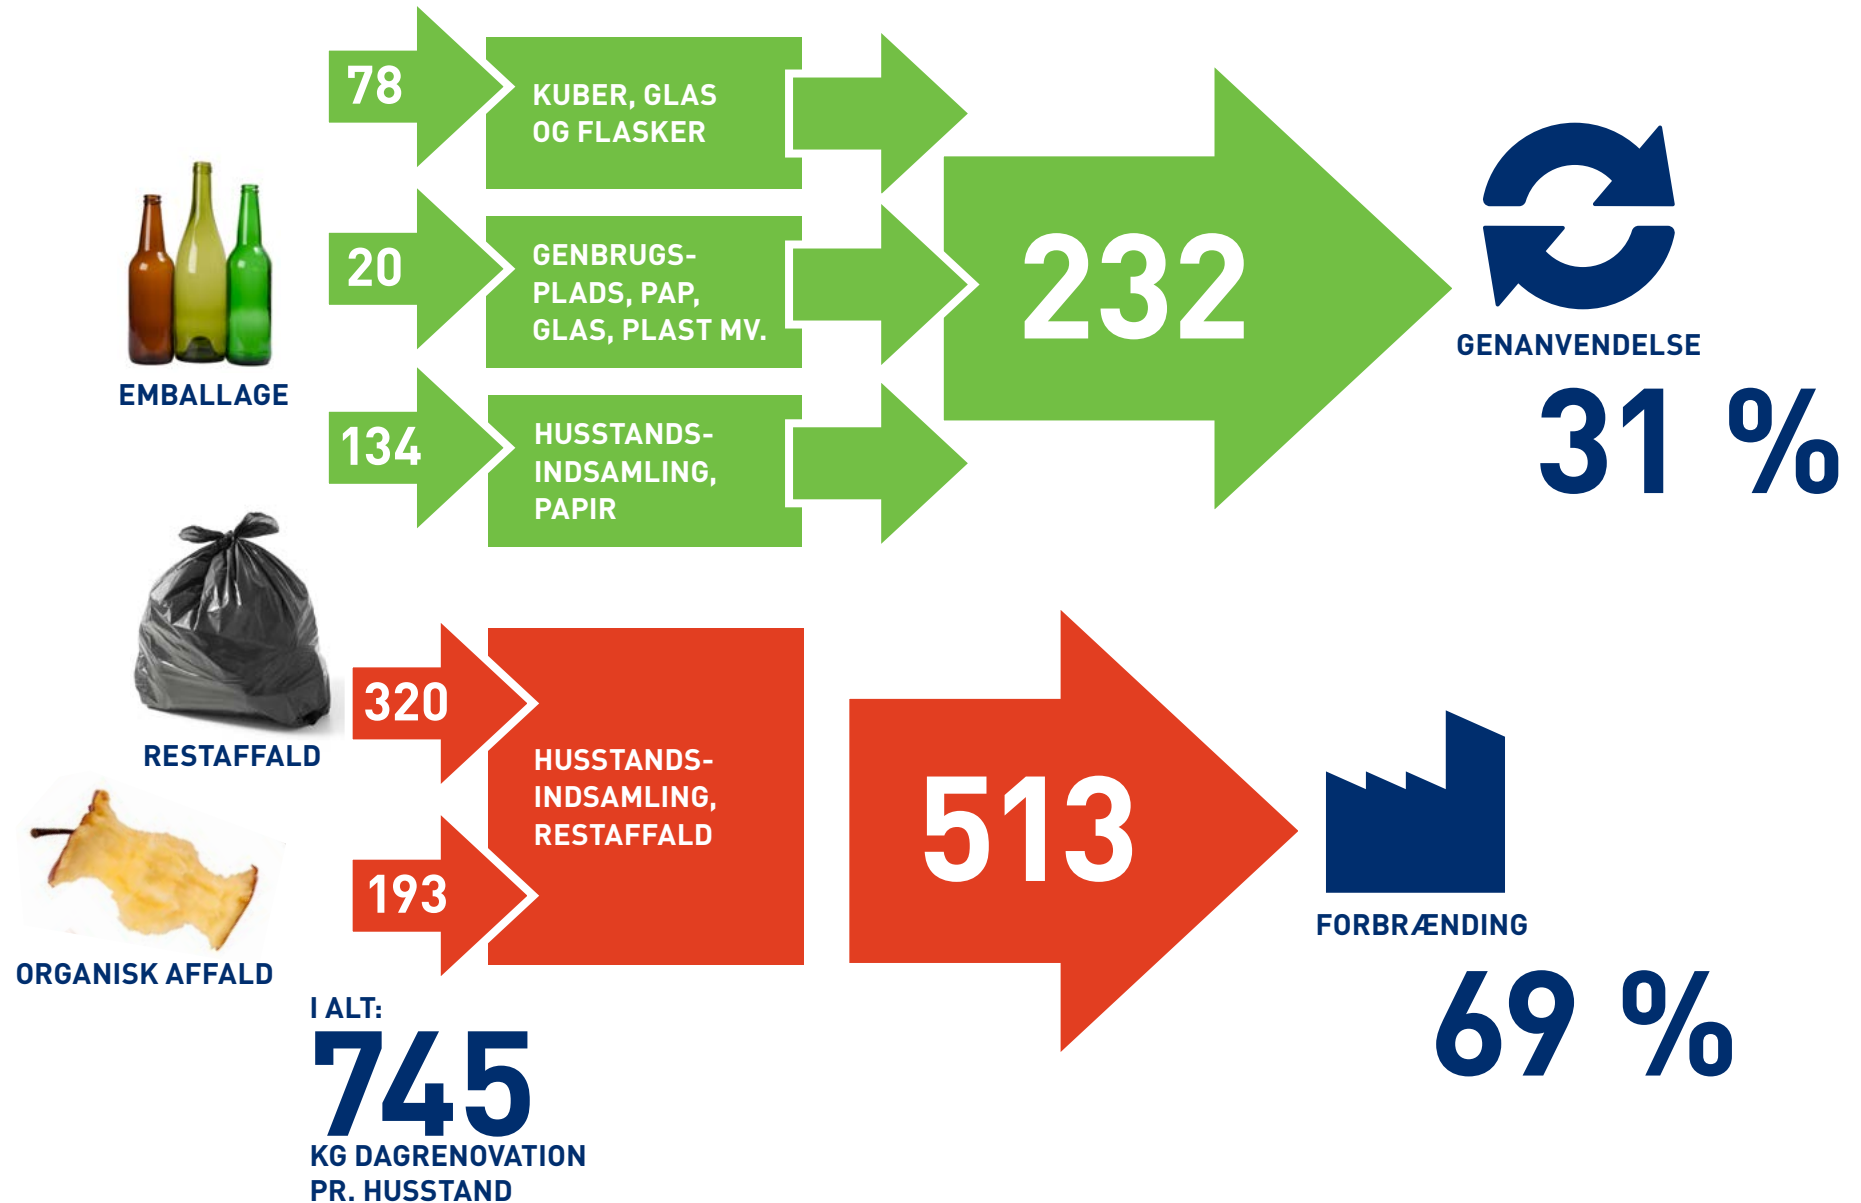 78
KUBER, GLAS
OG FLASKER
20
GENBRUGS-
PLADS, PAP,
GLAS, PLAST MV.
134
HUSSTANDS-
INDSAMLING,
PAPIR
EMBALLAGE
232
GENANVENDELSE
31 %
RESTAFFALD
320
193
HUSSTANDS-
INDSAMLING,
RESTAFFALD
513
FORBRÆNDING
69 %
ORGANISK AFFALD
I ALT:
745
KG DAGRENOVATION
PR. HUSSTAND